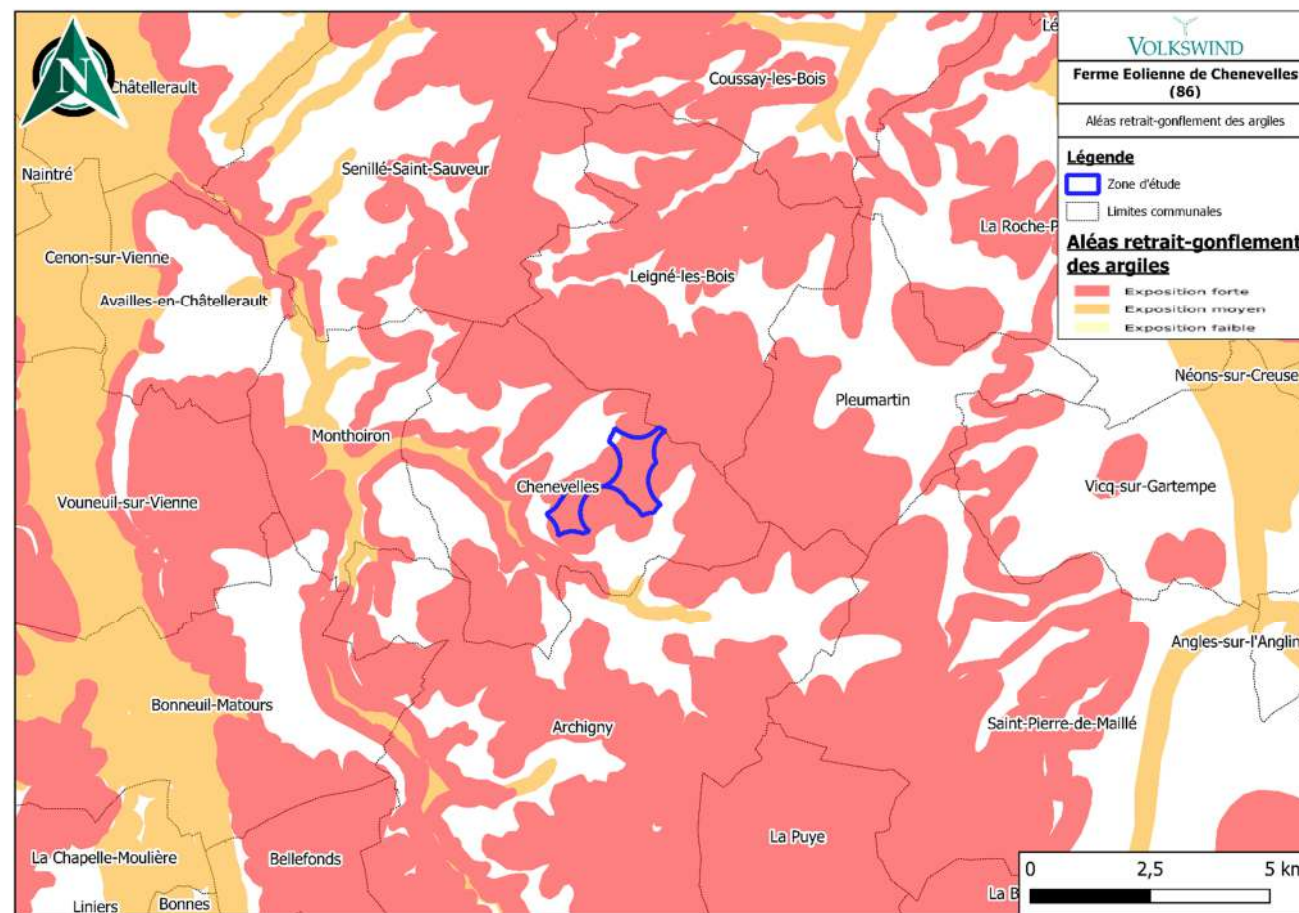 N
Châtellerault
Naintré
Cenon-sur-Vienne
Availles-en-Châtellerault
Senillé-Saint-Sauveur
Coussay-les-Bois
Lé
Leigné-les-Bois
La Roche-P
Monthoiron
Chenevelles
Pleumartin
Néons-sur-Creuse
Vicq-sur-Gartempe
Vouneuil-sur-Vienne
Bonneuil-Matours
Archigny
Angles-sur-l'Anglin
Saint-Pierre-de-Maillé
La Puye
La Chapelle-Moulière
Bellefonds
Liniers
Bonnes
La B
VOLKSWIND
Ferme Eolienne de Chenevelles
(86)
Aléas retrait-gonflement des argiles
Légende
Zone d'étude
Limites communales
Aléas retrait-gonflement
des argiles
Exposition forte
Exposition moyen
Exposition faible
0 2,5 5 km